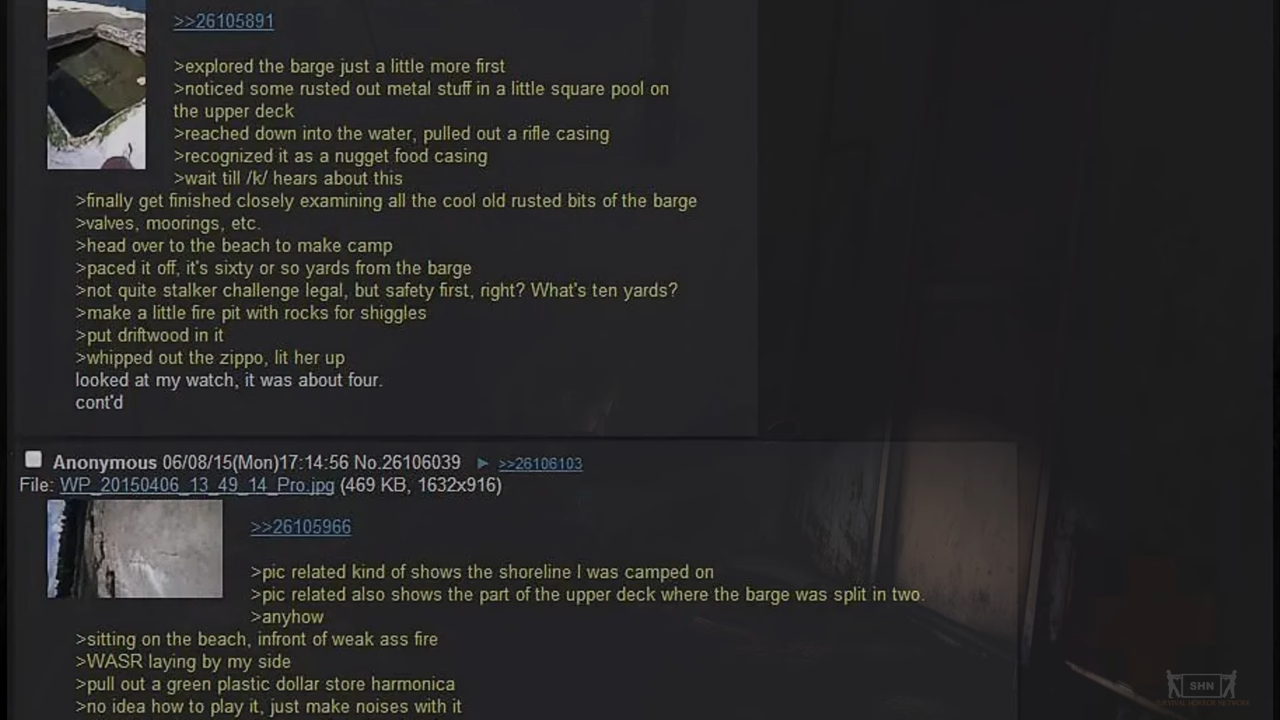 >>26105891
>explored the barge just a little more first
>noticed some rusted out metal stuff in a little square pool on
the upper deck
>reached down into the water, pulled out a rifle casing
>recognized it as a nugget food casing
>wait till /k/ hears about this
>finally get finished closely examining all the cool old rusted bits of the barge
>valves, moorings, etc.
>head over to the beach to make camp
>paced it off, it's sixty or so yards from the barge
>not quite stalker challenge legal, but safety first, right? What's ten yards?
>make a little fire pit with rocks for shiggles
>put driftwood in it
>whipped out the zippo, lit her up
looked at my watch, it was about four.
cont'd
Anonymous 06/08/15(Mon)17:14:56 No.26106039 ► >>26106103
File: WP_20150406_13_49_14_Pro.jpg (469 KB, 1632x916)
>>26105966
>pic related kind of shows the shoreline I was camped on
>pic related also shows the part of the upper deck where the barge was split in two.
>anyhow
>sitting on the beach, infront of weak ass fire
>WASR laying by my side
>pull out a green plastic dollar store harmonica
>no idea how to play it, just make noises with it
SHN
SURVIVAL HORROR NETWORK